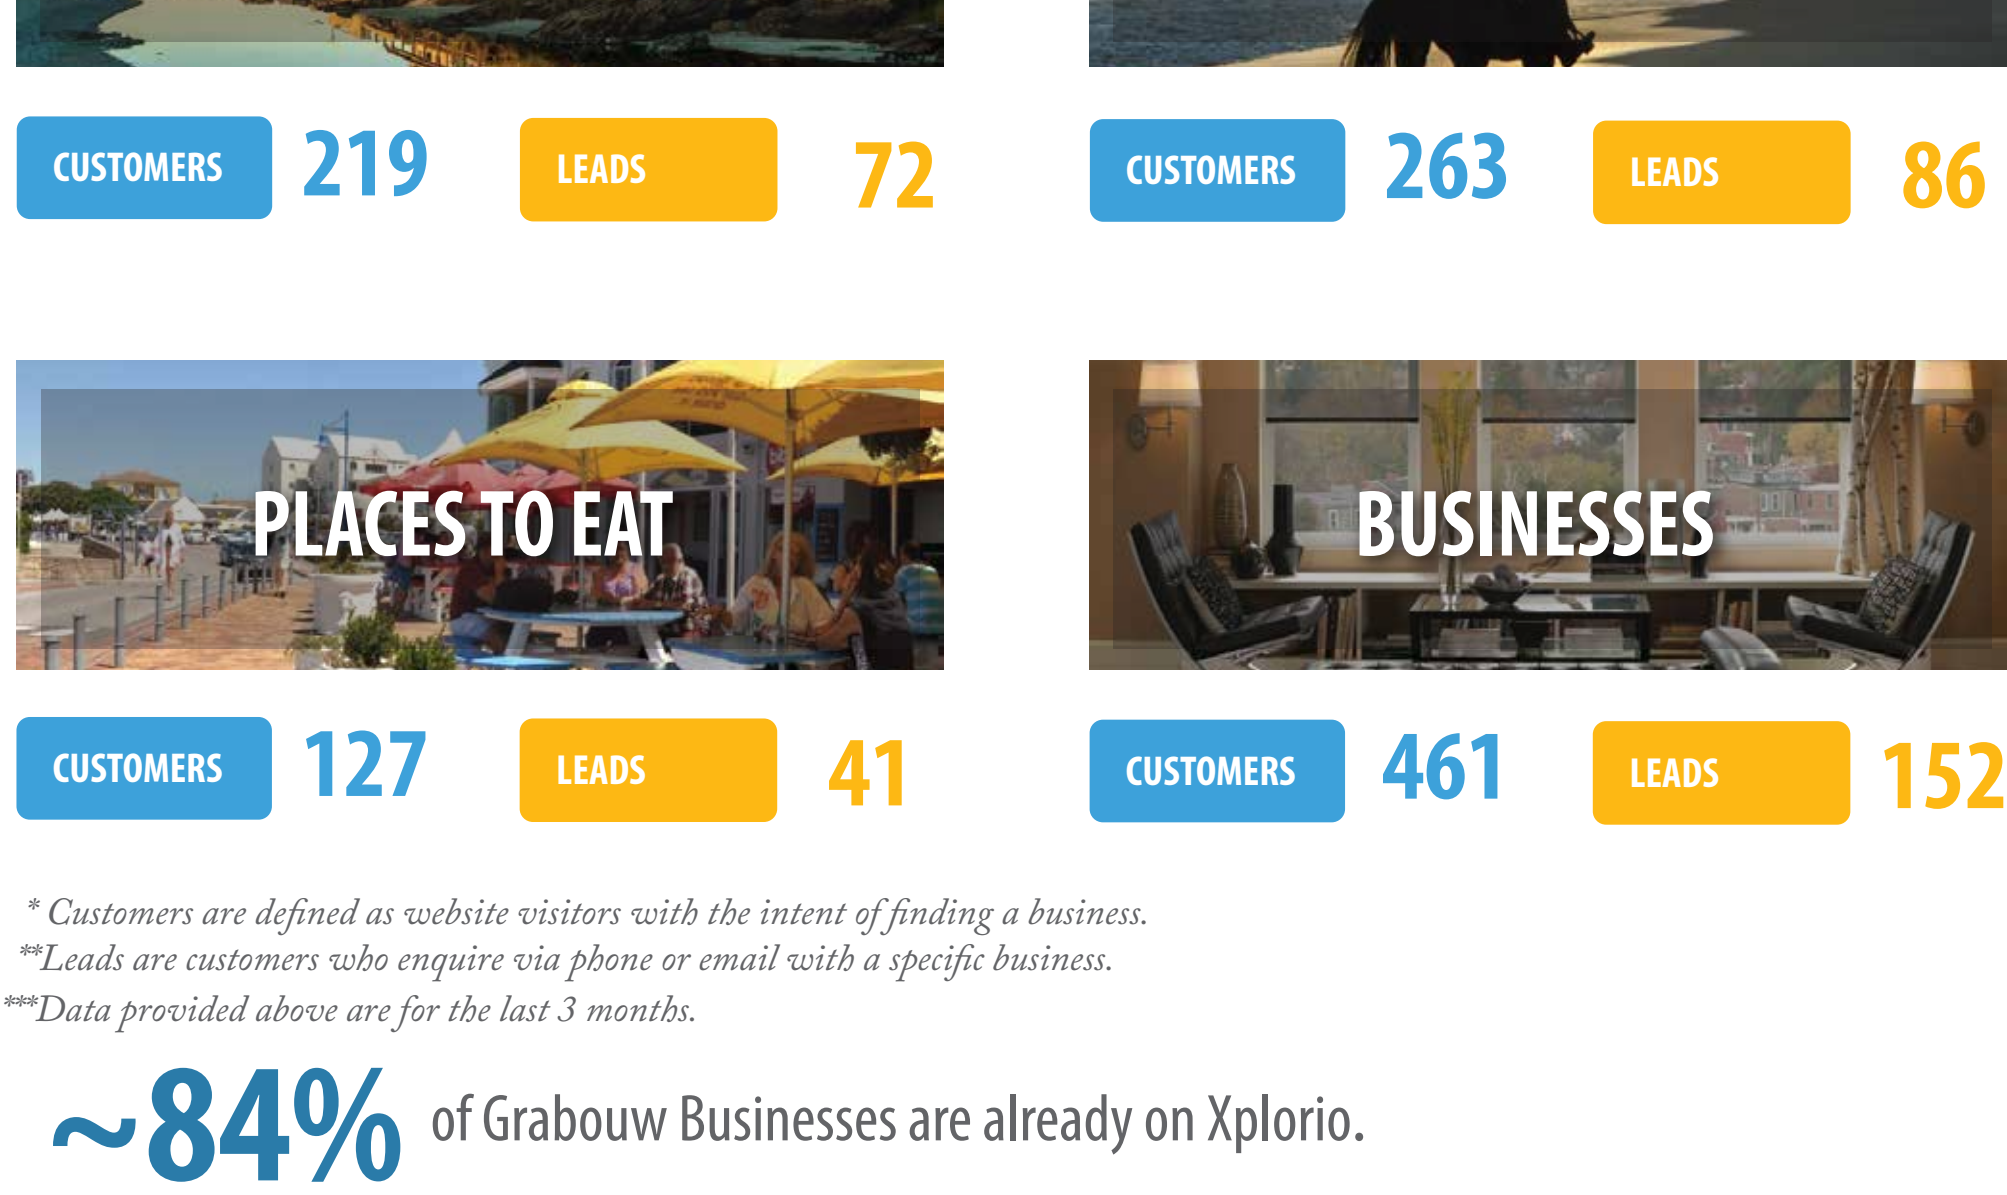 CUSTOMERS 219 LEADS 72 CUSTOMERS 263 LEADS 86
PLACES TO EAT BUSINESSES
CUSTOMERS 127 LEADS 41 CUSTOMERS 461 LEADS 152
* Customers are defined as website visitors with the intent of finding a business.
**Leads are customers who enquire via phone or email with a specific business.
***Data provided above are for the last 3 months.
~84% of Grabouw Businesses are already on Xplorio.